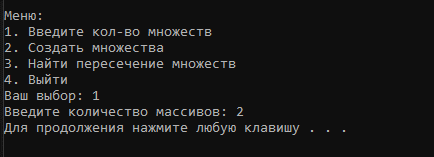 Меню:
1. Введите кол-во множеств
2. Создать множества
3. Найти пересечение множеств
4. Выйти
Ваш выбор: 1
Введите количество массивов: 2
Для продолжения нажмите любую клавишу . . .